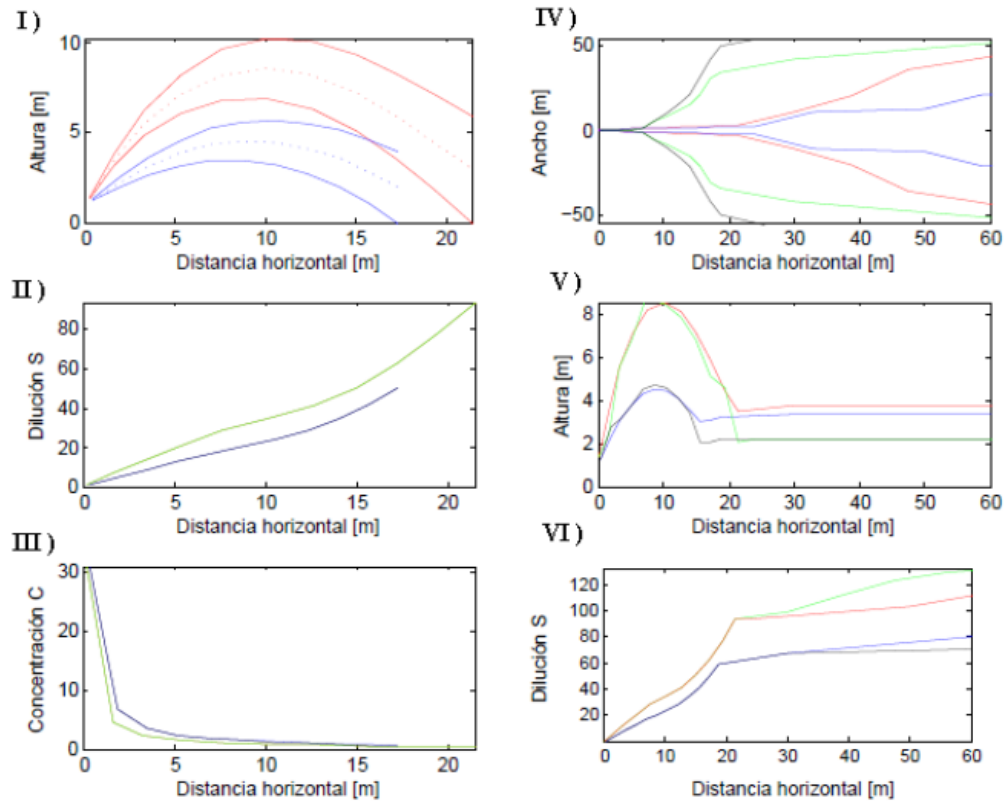 I)
10
5
0
Altura [m]
0 5 10 15 20
Distancia horizontal [m]
II)
80
60
40
20
0
Dilución S
0 5 10 15 20
Distancia horizontal [m]
III)
30
20
10
0
Concentración C
0 5 10 15 20
Distancia horizontal [m]
IV)
50
0
−50
Ancho [m]
0 10 20 30 40 50 60
Distancia horizontal [m]
V)
8
6
4
2
0
Altura [m]
0 10 20 30 40 50 60
Distancia horizontal [m]
VI)
120
100
80
60
40
20
Dilución S
0 10 20 30 40 50 60
Distancia horizontal [m]